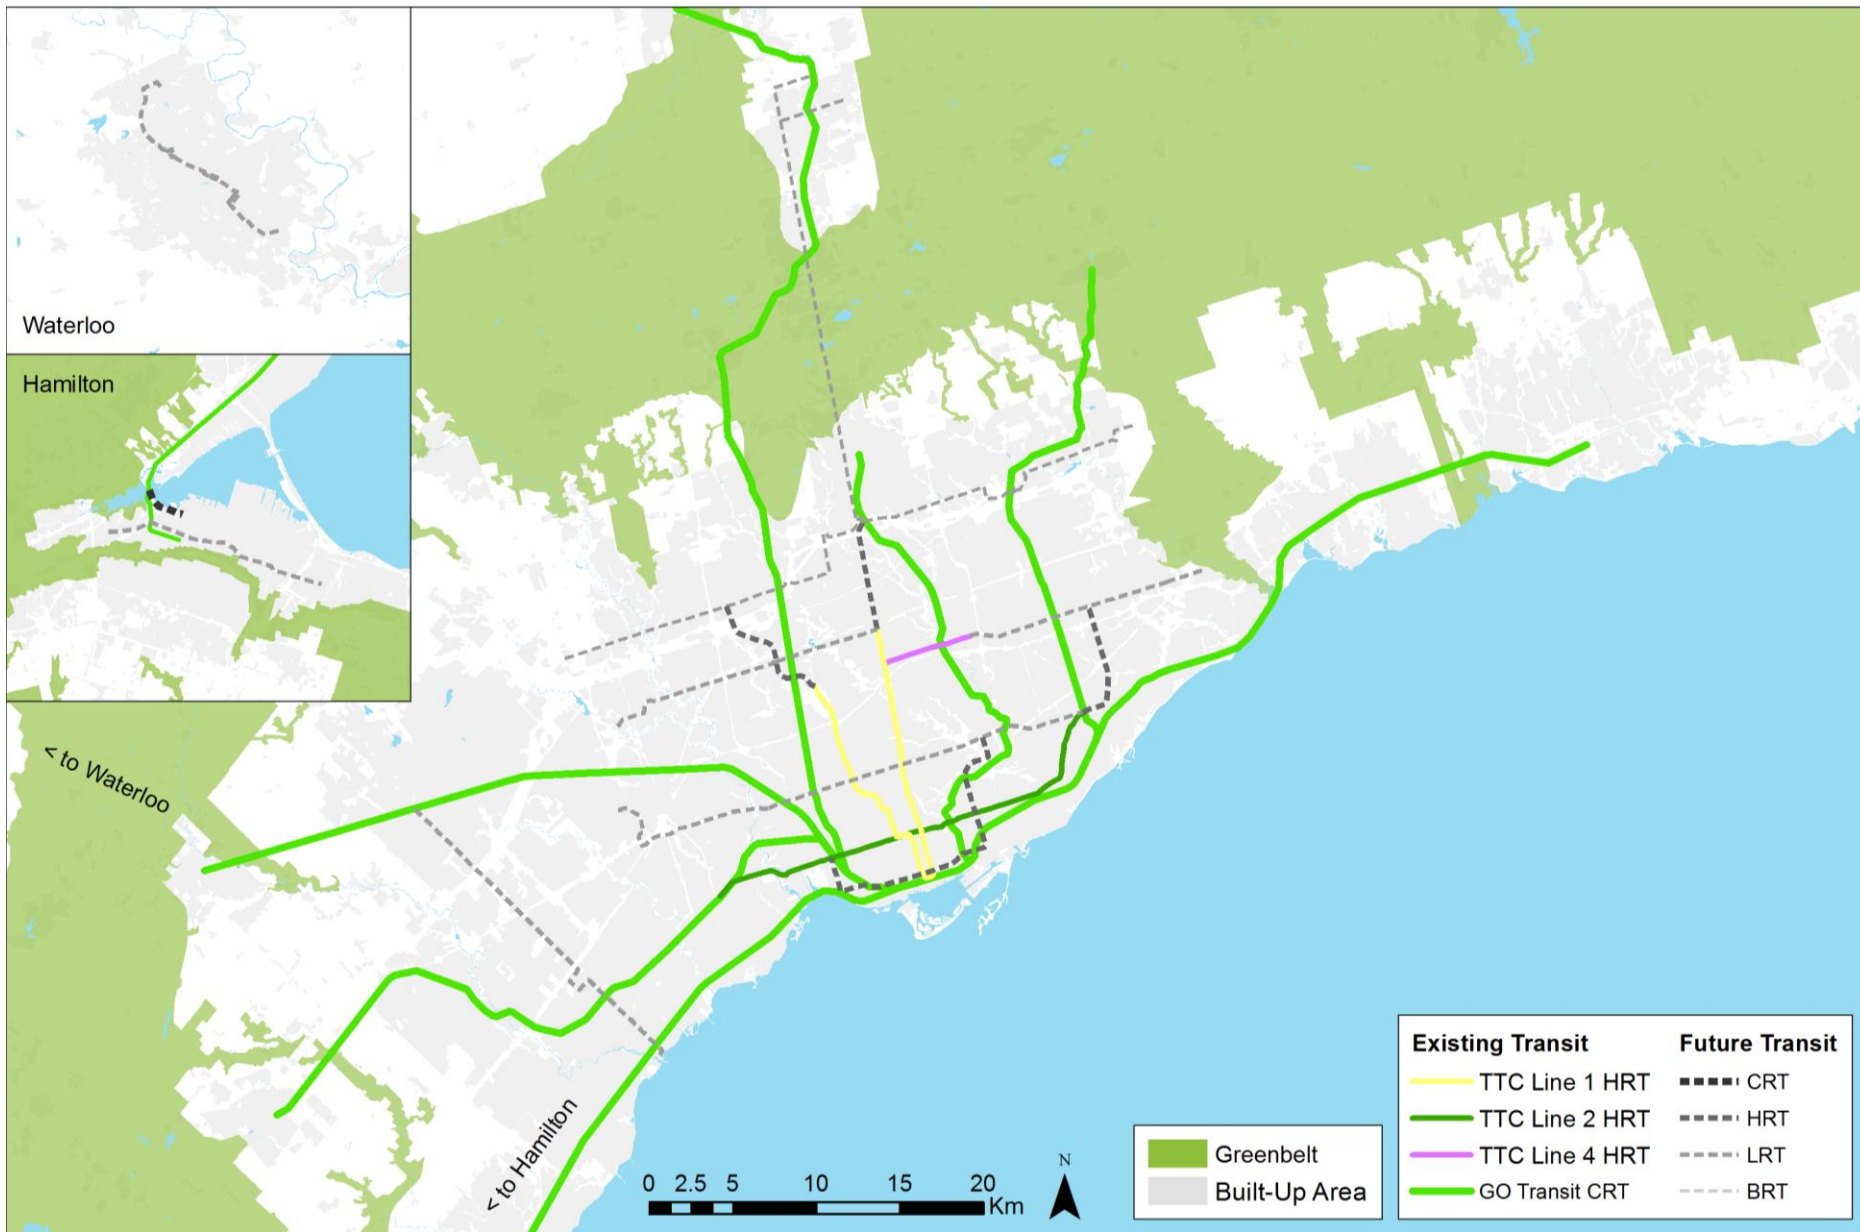 Waterloo
Hamilton
< to Waterloo
< to Hamilton
0 2.5 5 10 15 20
Km
N
Greenbelt
Built-Up Area
Existing Transit
TTC Line 1 HRT
TTC Line 2 HRT
TTC Line 4 HRT
GO Transit CRT
Future Transit
CRT
HRT
LRT
BRT